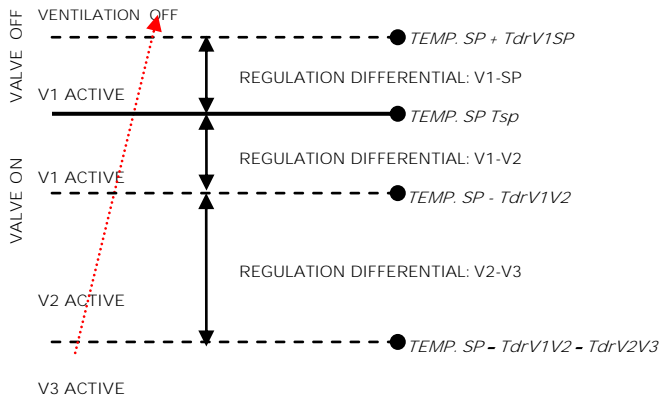 VALVE OFF
VENTILATION OFF
TEMP. SP + TdrV1SP
REGULATION DIFFERENTIAL: V1-SP
V1 ACTIVE
TEMP. SP Tsp
VALVE ON
REGULATION DIFFERENTIAL: V1-V2
V1 ACTIVE
TEMP. SP - TdrV1V2
REGULATION DIFFERENTIAL: V2-V3
V2 ACTIVE
TEMP. SP – TdrV1V2 – TdrV2V3
V3 ACTIVE